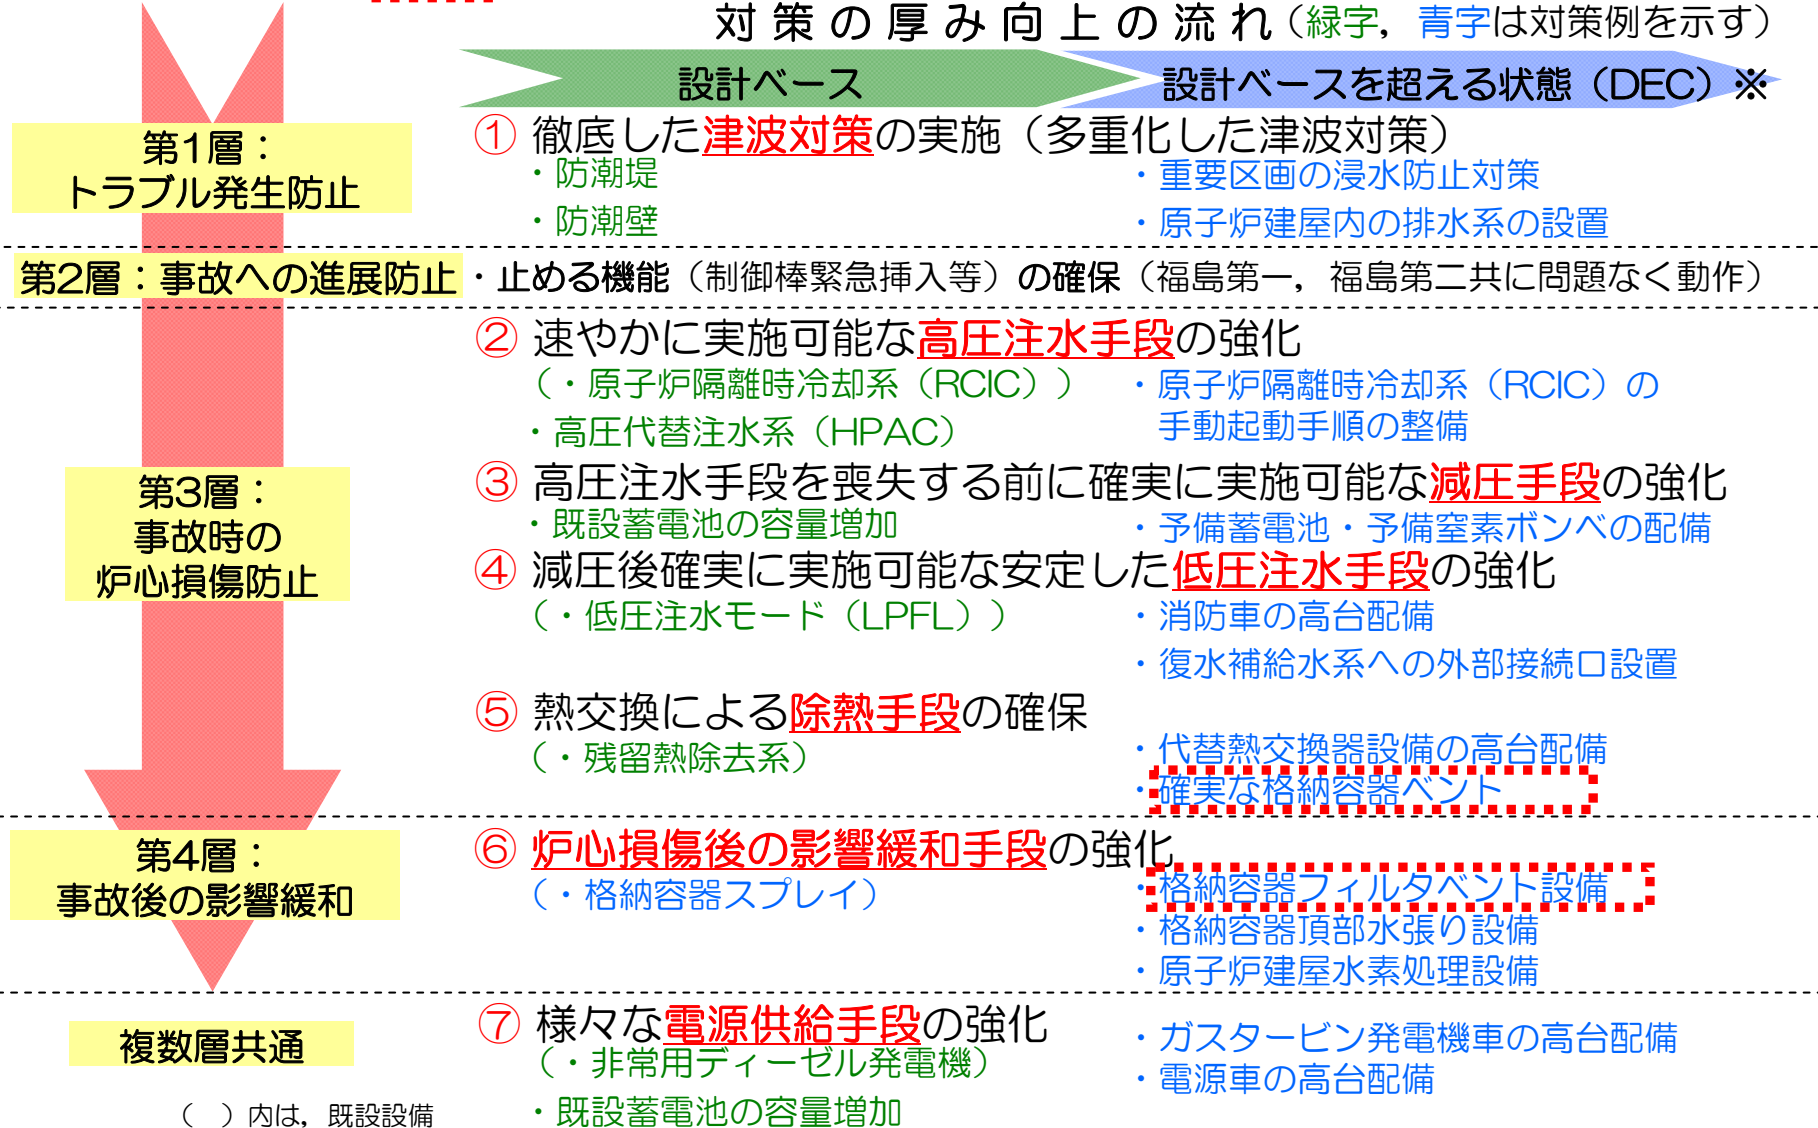 対策の厚み向上の流れ(緑字，青字は対策例を示す)
設計ベース
設計ベースを超える状態(DEC)※
第1層：
トラブル発生防止
① 徹底した津波対策の実施(多重化した津波対策)
・防潮堤
・重要区画の浸水防止対策
・防潮壁
・原子炉建屋内の排水系の設置
第2層：事故への進展防止
・止める機能(制御棒緊急挿入等)の確保(福島第一，福島第二共に問題なく動作)
第3層：
事故時の
炉心損傷防止
② 速やかに実施可能な高圧注水手段の強化
(・原子炉隔離時冷却系(RCIC))
・原子炉隔離時冷却系(RCIC)の
手動起動手順の整備
・高圧代替注水系(HPAC)
③ 高圧注水手段を喪失する前に確実に実施可能な減圧手段の強化
・既設蓄電池の容量増加
・予備蓄電池・予備窒素ボンベの配備
④ 減圧後確実に実施可能な安定した低圧注水手段の強化
(・低圧注水モード(LPFL))
・消防車の高台配備
・復水補給水系への外部接続口設置
⑤ 熱交換による除熱手段の確保
(・残留熱除去系)
・代替熱交換器設備の高台配備
・確実な格納容器ベント
第4層：
事故後の影響緩和
⑥ 炉心損傷後の影響緩和手段の強化
(・格納容器スプレイ)
・格納容器フィルタベント設備
・格納容器頂部水張り設備
・原子炉建屋水素処理設備
複数層共通
⑦ 様々な電源供給手段の強化
(・非常用ディーゼル発電機)
・ガスタービン発電機車の高台配備
・電源車の高台配備
・既設蓄電池の容量増加
(　)内は，既設設備